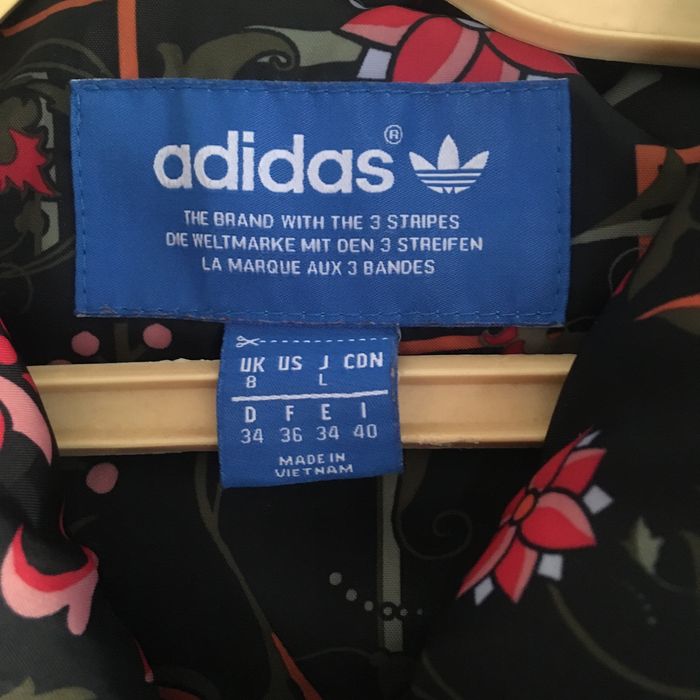 adidas®
THE BRAND WITH THE 3 STRIPES
DIE WELTMARKE MIT DEN 3 STREIFEN
LA MARQUE AUX 3 BANDES
UK US J CDN
8 L
D F E I
34 36 34 40
MADE IN
VIETNAM